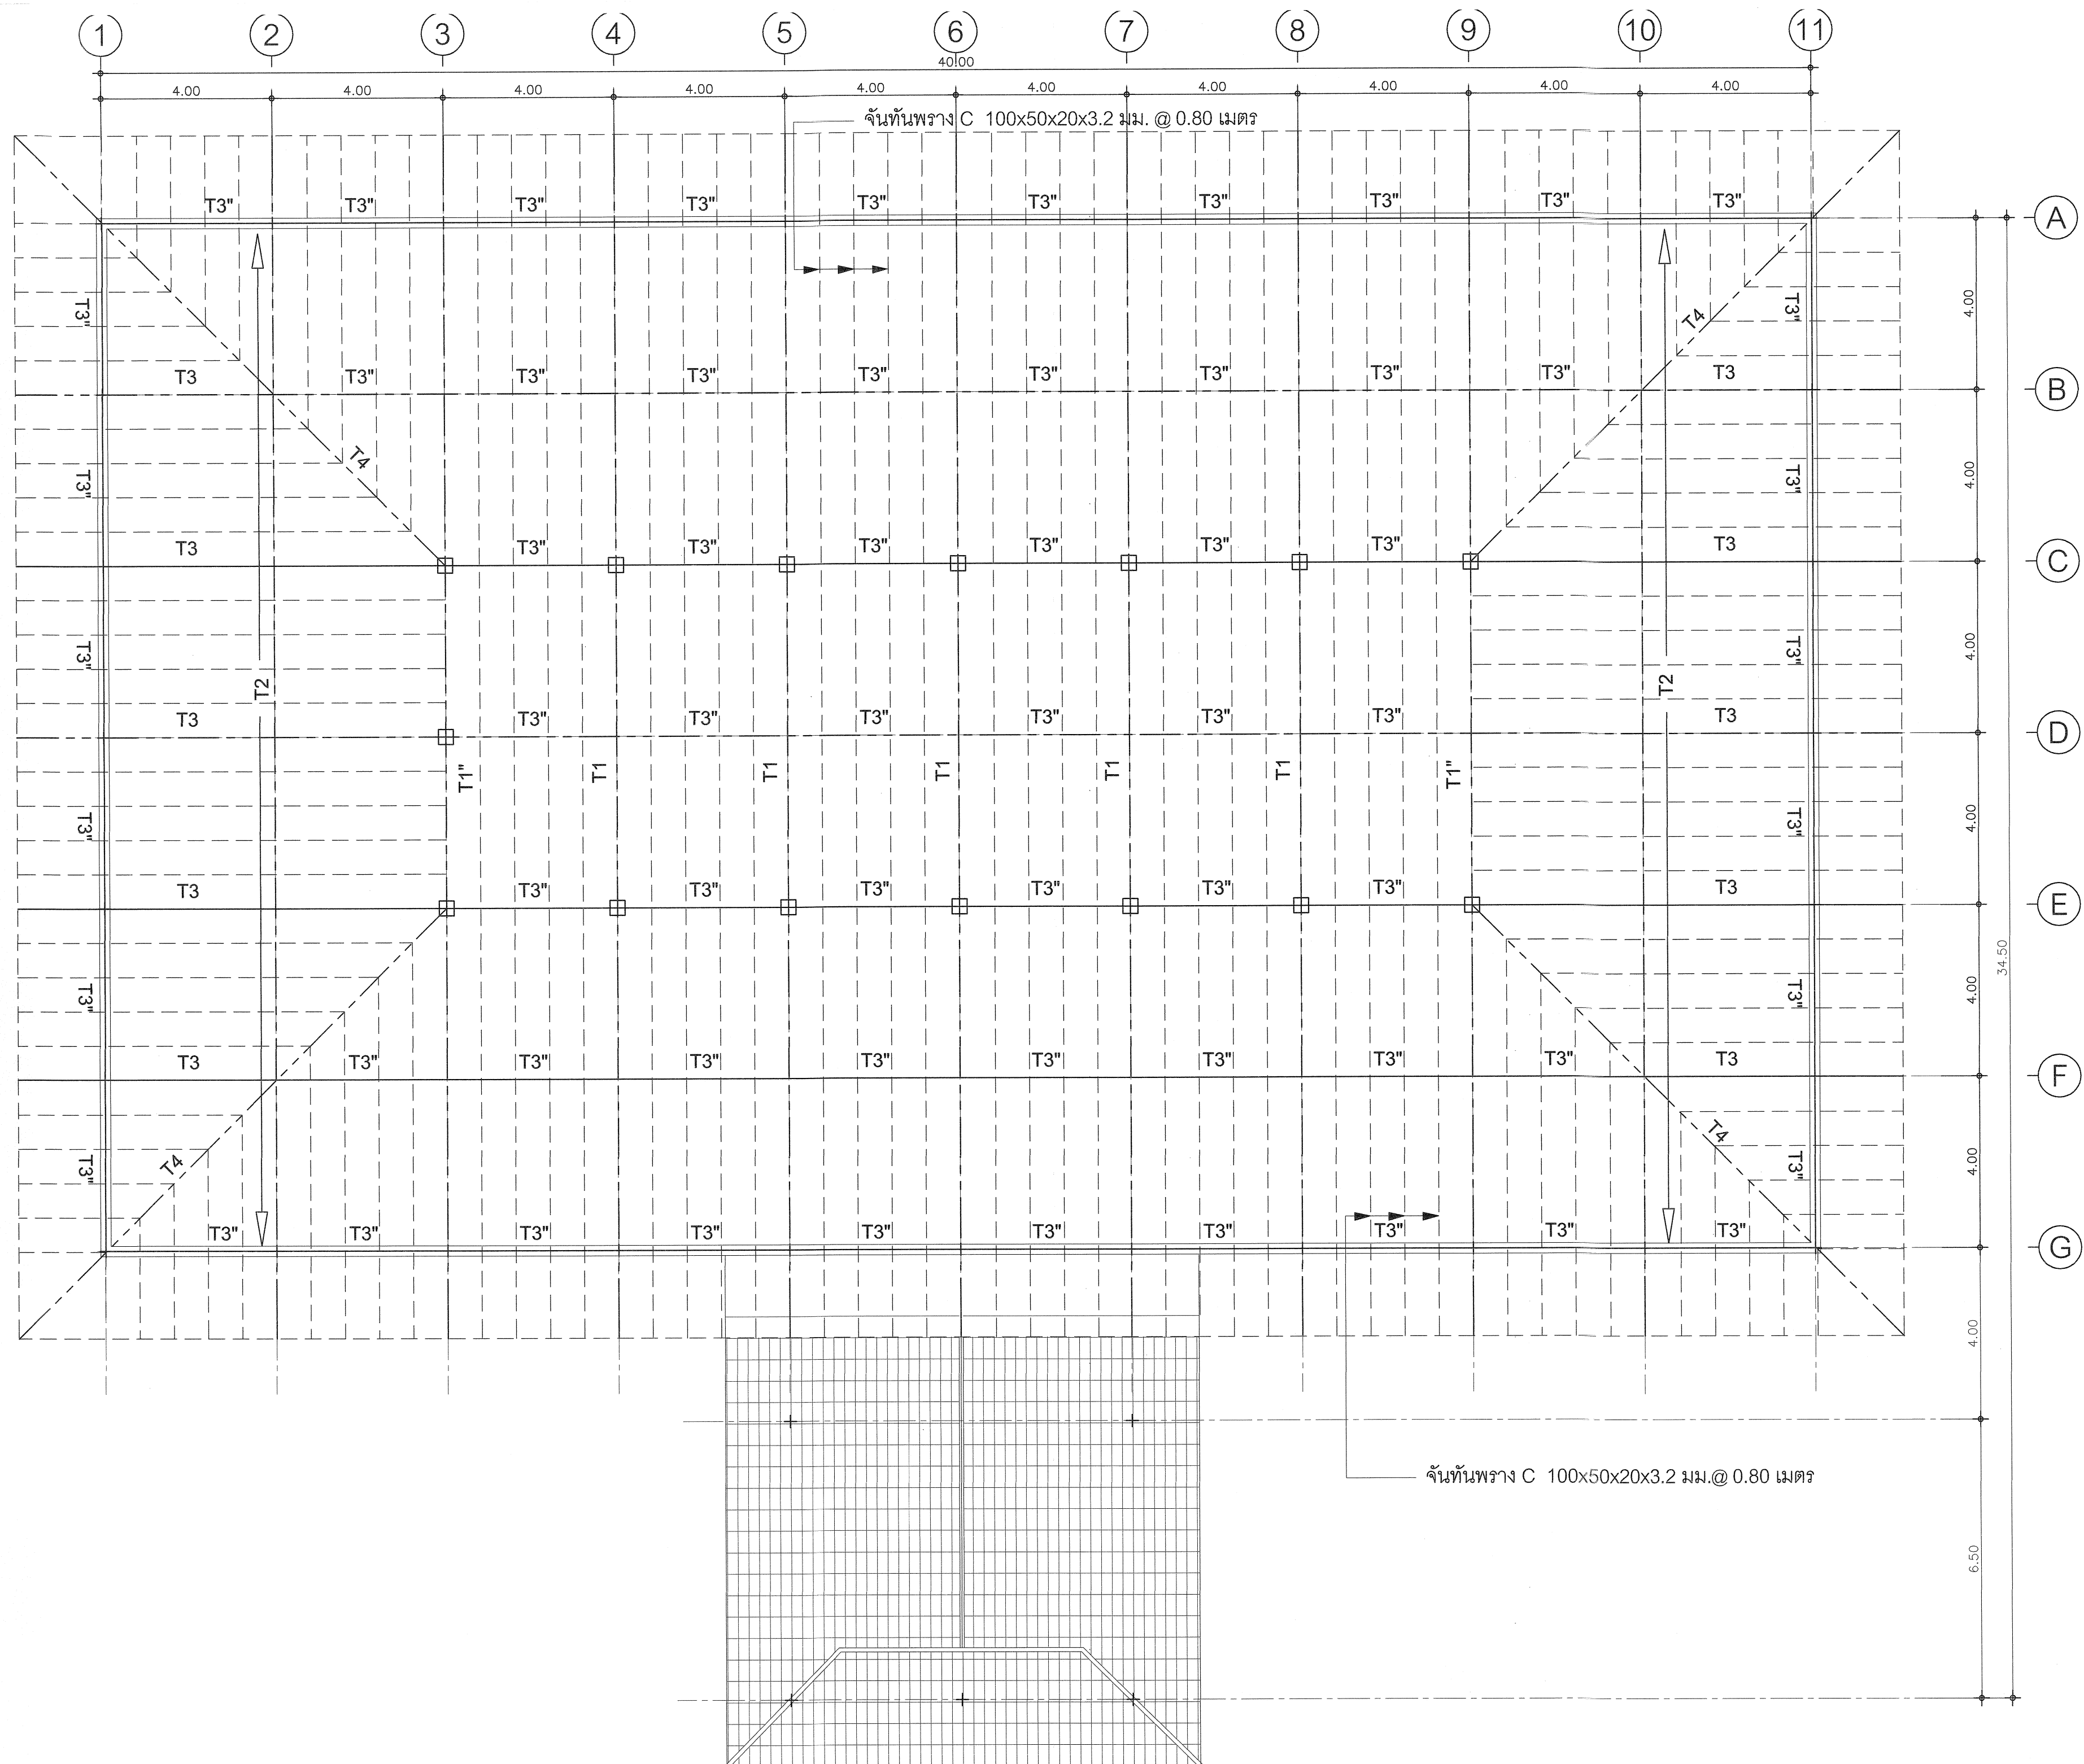 1 2 3 4 5 6 7 8 9 10 11
40.00
4.00 4.00 4.00 4.00 4.00 4.00 4.00 4.00 4.00 4.00
จันทันพราง C 100x50x20x3.2 มม. @ 0.80 เมตร
T3" T3" T3" T3" T3" T3" T3" T3" T3" T3"
A
T3" T4 T3" 4.00
T3 T3" T3" T3" T3" T3" T3" T3" T3" T3
B
T4
T3" T3" 4.00
T3 T3" T3" T3" T3" T3" T3" T3
C
T3" T3" 4.00
T2 T2
T3 T3" T3" T3" T3" T3" T3" T3
D
T1" T1 T1 T1 T1 T1 T1"
T3" T3" 4.00
T3 T3" T3" T3" T3" T3" T3" T3
E
34.50
T3" T3" 4.00
T3 T3" T3" T3" T3" T3" T3" T3" T3" T3
F
T4 T4
T3" T3" 4.00
T3" T3" T3" T3" T3" T3" T3" T3" T3" T3"
G
4.00
จันทันพราง C 100x50x20x3.2 มม.@ 0.80 เมตร
6.50